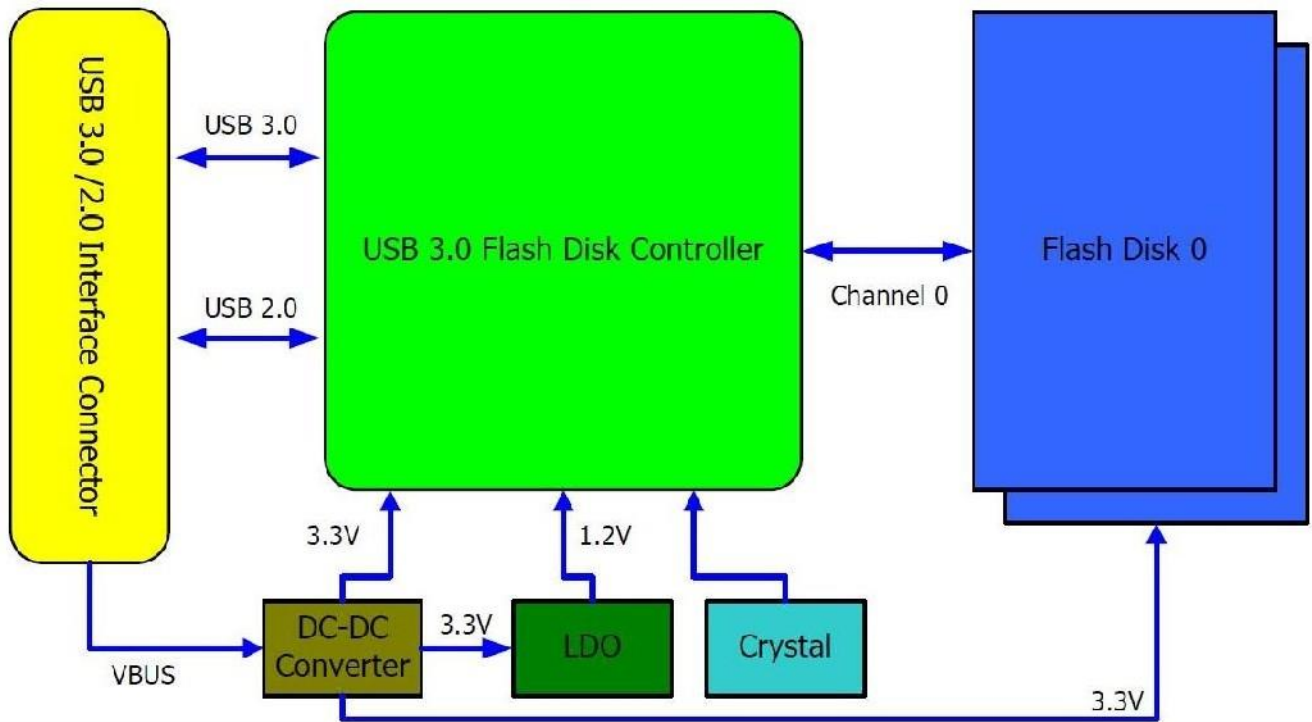 USB 3.0 /2.0 Interface Connector
USB 3.0
USB 2.0
USB 3.0 Flash Disk Controller
Channel 0
Flash Disk 0
3.3V
1.2V
DC-DC
Converter
3.3V
LDO
Crystal
VBUS
3.3V